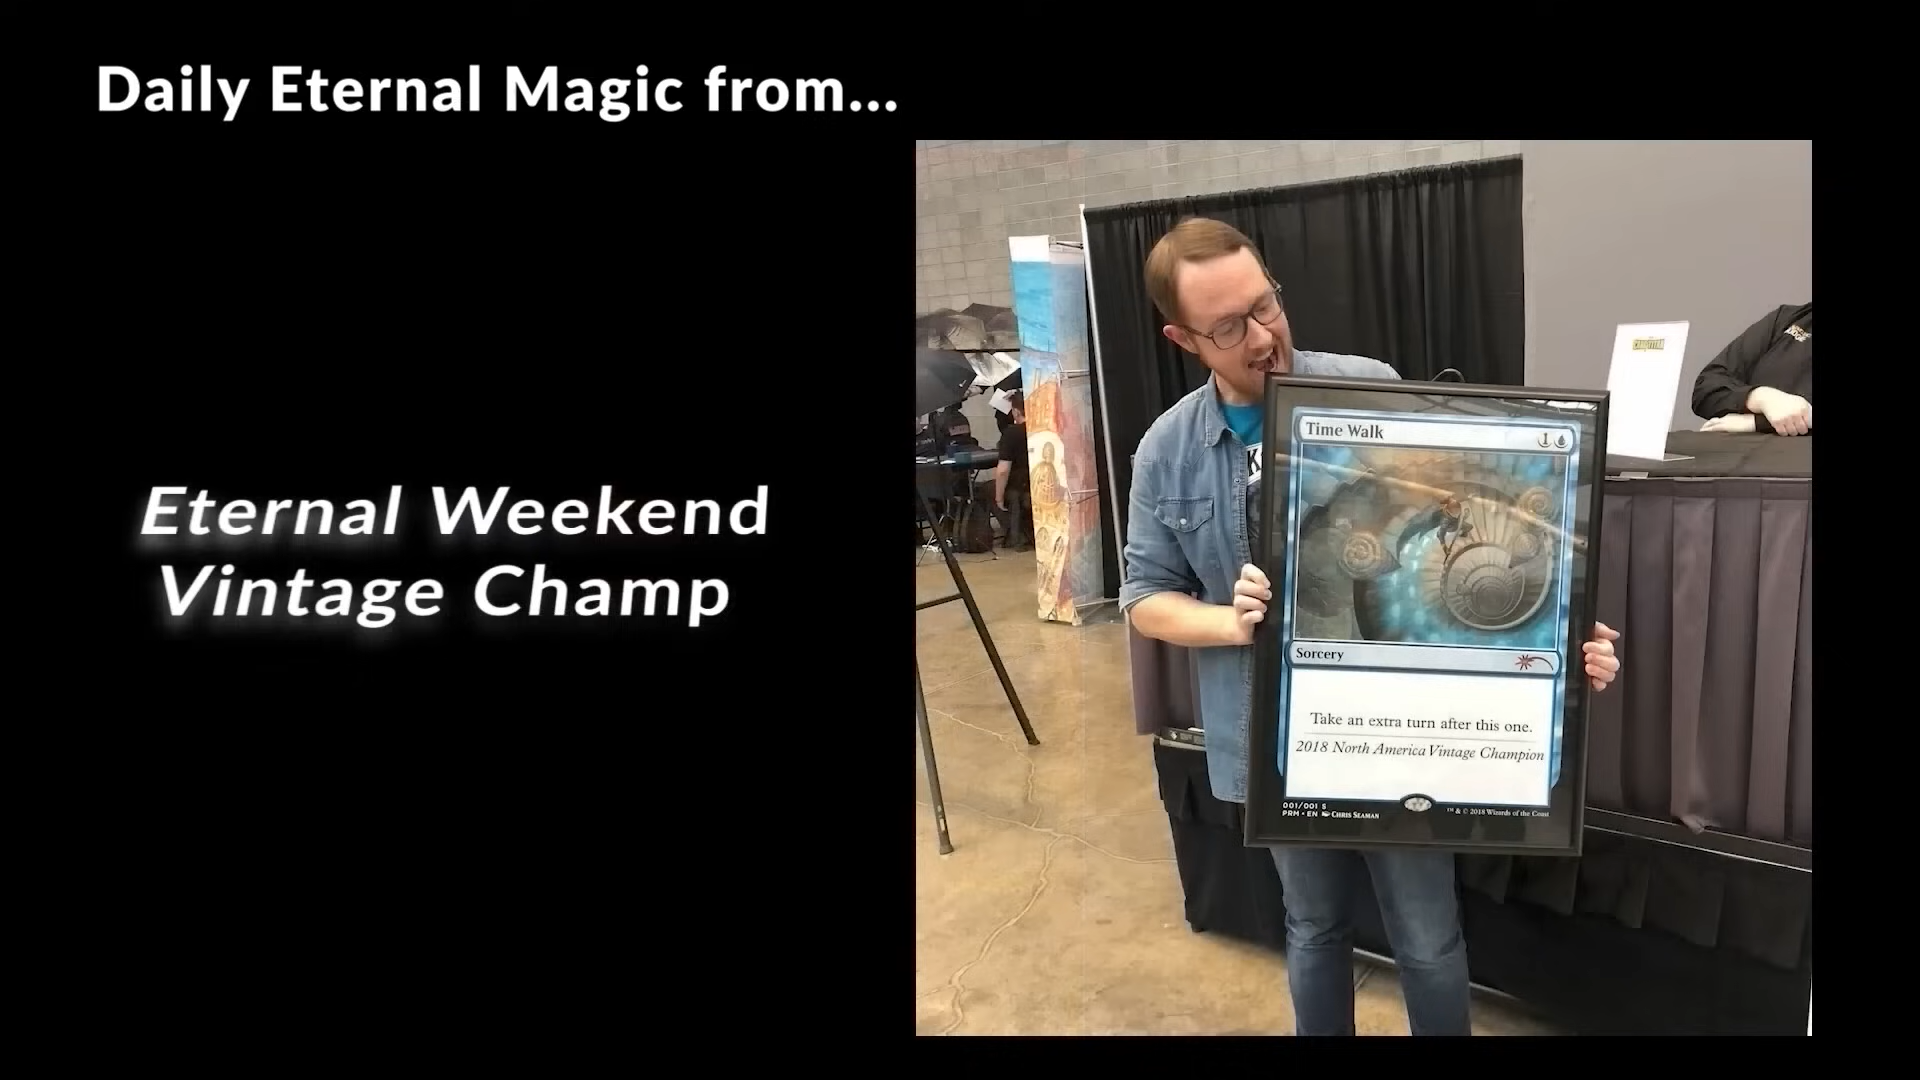 Daily Eternal Magic from...
Eternal Weekend
Vintage Champ
Time Walk
1
Sorcery
Take an extra turn after this one.
2018 North America Vintage Champion
001/001 S
PRM • EN Chris Seaman
™ & © 2018 Wizards of the Coast